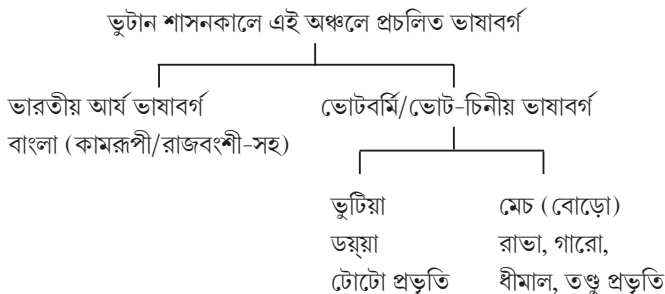 ভুটান শাসনকালে এই অঞ্চলে প্রচলিত ভাষাবর্গ
ভারতীয় আর্য ভাষাবর্গ
বাংলা (কামরূপী/রাজবংশী-সহ)
ভোটবর্মি/ভোট-চিনীয় ভাষাবর্গ
ভুটিয়া
ডয়্‌য়া
টোটো প্রভৃতি
মেচ (বোড়ো)
রাভা, গারো,
ধীমাল, তণ্ডু প্রভৃতি